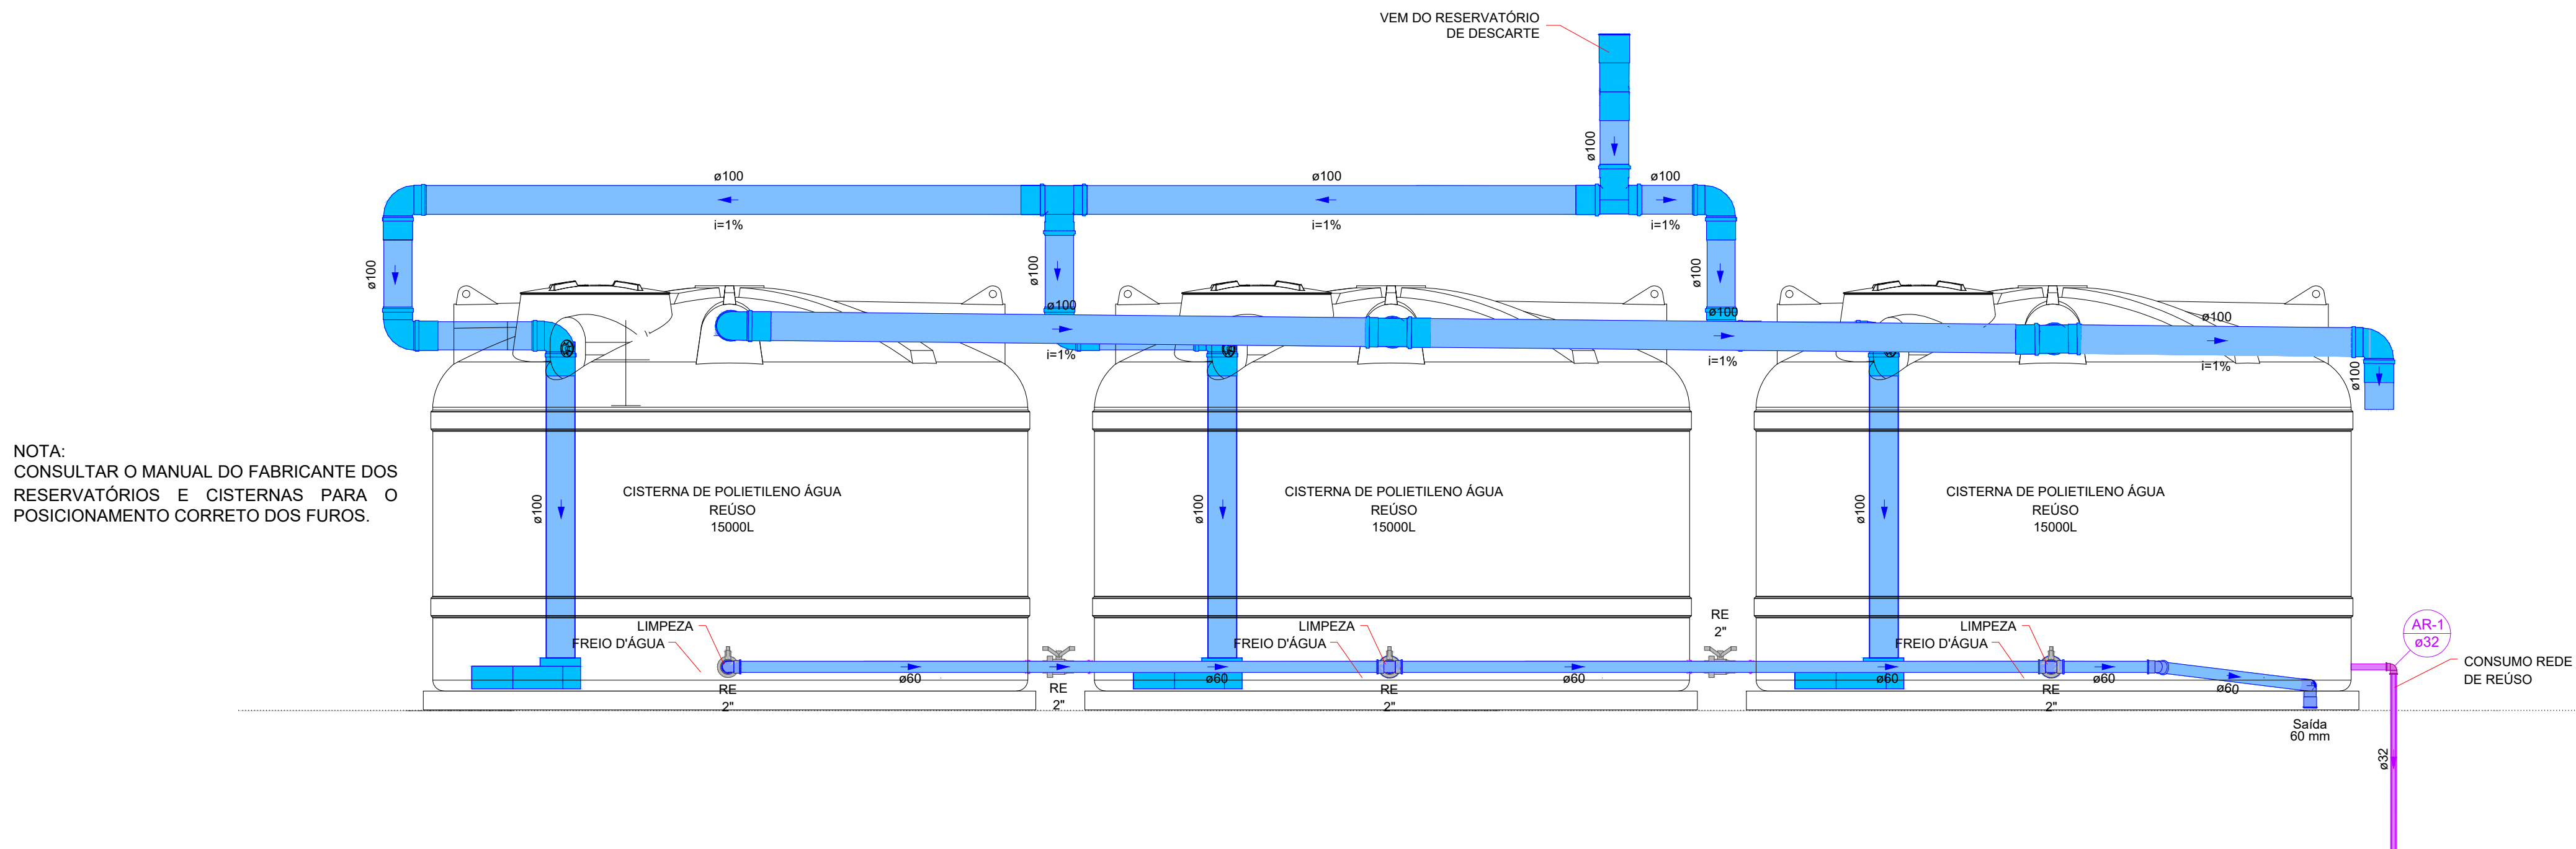 VEM DO RESERVATÓRIO
DE DESCARTE
ø100
ø100
ø100
ø100
i=1%
i=1%
i=1%
ø100
ø100
ø100
ø100
ø100
ø100
i=1%
i=1%
i=1%
ø100
NOTA:
CONSULTAR O MANUAL DO FABRICANTE DOS
RESERVATÓRIOS E CISTERNAS PARA O
POSICIONAMENTO CORRETO DOS FUROS.
CISTERNA DE POLIETILENO ÁGUA
REÚSO
15000L
CISTERNA DE POLIETILENO ÁGUA
REÚSO
15000L
CISTERNA DE POLIETILENO ÁGUA
REÚSO
15000L
ø100
ø100
ø100
LIMPEZA
FREIO D'ÁGUA
LIMPEZA
FREIO D'ÁGUA
RE
2"
LIMPEZA
FREIO D'ÁGUA
AR-1
ø32
CONSUMO REDE
DE REÚSO
ø60
ø60
ø60
ø60
ø60
ø60
RE
2"
RE
2"
RE
2"
RE
2"
Saída
60 mm
ø32